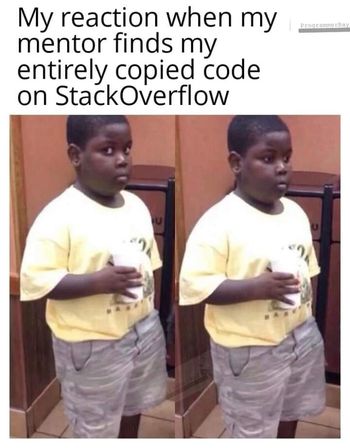 My reaction when my
mentor finds my
entirely copied code
on StackOverflow